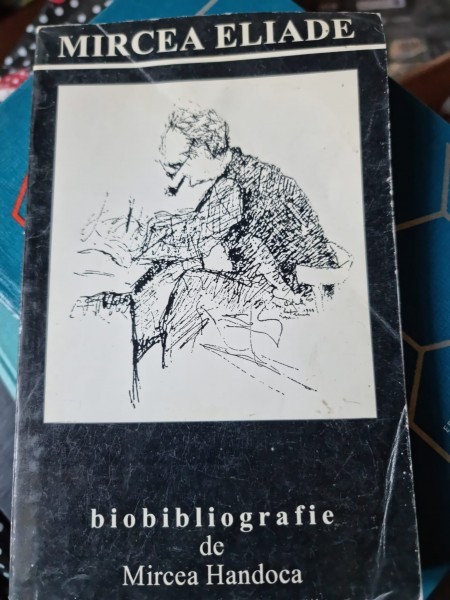 MIRCEA ELIADE
biobibliografie
de
Mircea Handoca